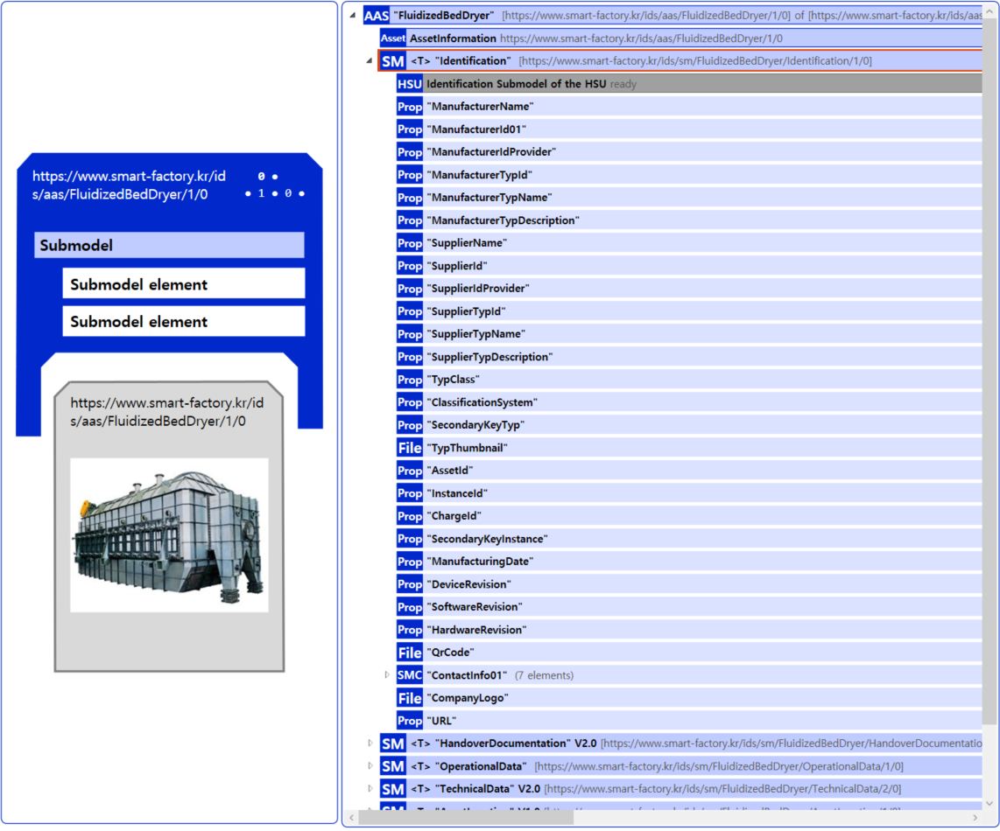 https://www.smart-factory.kr/id
s/aas/FluidizedBedDryer/1/0
0 •
• 1 • 0 •
Submodel
Submodel element
Submodel element
https://www.smart-factory.kr/id
s/aas/FluidizedBedDryer/1/0
AAS "FluidizedBedDryer" [https://www.smart-factory.kr/ids/aas/FluidizedBedDryer/1/0] of [https://www.smart-factory.kr/ids/aas
Asset AssetInformation https://www.smart-factory.kr/ids/aas/FluidizedBedDryer/1/0
SM <T> "Identification" [https://www.smart-factory.kr/ids/sm/FluidizedBedDryer/Identification/1/0]
HSU Identification Submodel of the HSU ready
Prop "ManufacturerName"
Prop "ManufacturerId01"
Prop "ManufacturerIdProvider"
Prop "ManufacturerTypId"
Prop "ManufacturerTypName"
Prop "ManufacturerTypDescription"
Prop "SupplierName"
Prop "SupplierId"
Prop "SupplierIdProvider"
Prop "SupplierTypId"
Prop "SupplierTypName"
Prop "SupplierTypDescription"
Prop "TypClass"
Prop "ClassificationSystem"
Prop "SecondaryKeyTyp"
File "TypThumbnail"
Prop "AssetId"
Prop "InstanceId"
Prop "ChargeId"
Prop "SecondaryKeyInstance"
Prop "ManufacturingDate"
Prop "DeviceRevision"
Prop "SoftwareRevision"
Prop "HardwareRevision"
File "QrCode"
SMC "ContactInfo01" (7 elements)
File "CompanyLogo"
Prop "URL"
SM <T> "HandoverDocumentation" V2.0 [https://www.smart-factory.kr/ids/sm/FluidizedBedDryer/HandoverDocumentatio
SM <T> "OperationalData" [https://www.smart-factory.kr/ids/sm/FluidizedBedDryer/OperationalData/1/0]
SM <T> "TechnicalData" V2.0 [https://www.smart-factory.kr/ids/sm/FluidizedBedDryer/TechnicalData/2/0]